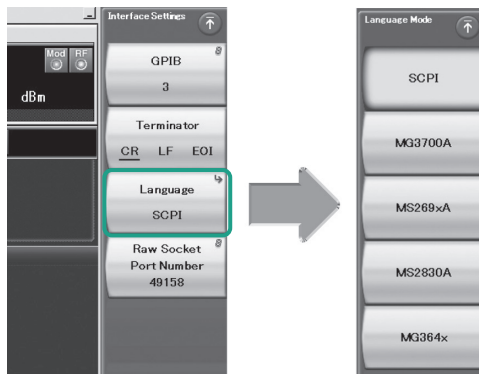 Mod RF
dBm
Interface Settings
GPIB
3
Terminator
CR LF EOI
Language
SCPI
Raw Socket
Port Number
49158
Language Mode
SCPI
MG3700A
MS269xA
MS2830A
MG364x